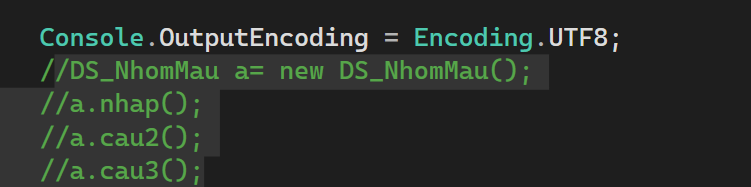 Console.OutputEncoding = Encoding.UTF8;
//DS_NhomMau a= new DS_NhomMau();
//a.nhap();
//a.cau2();
//a.cau3();